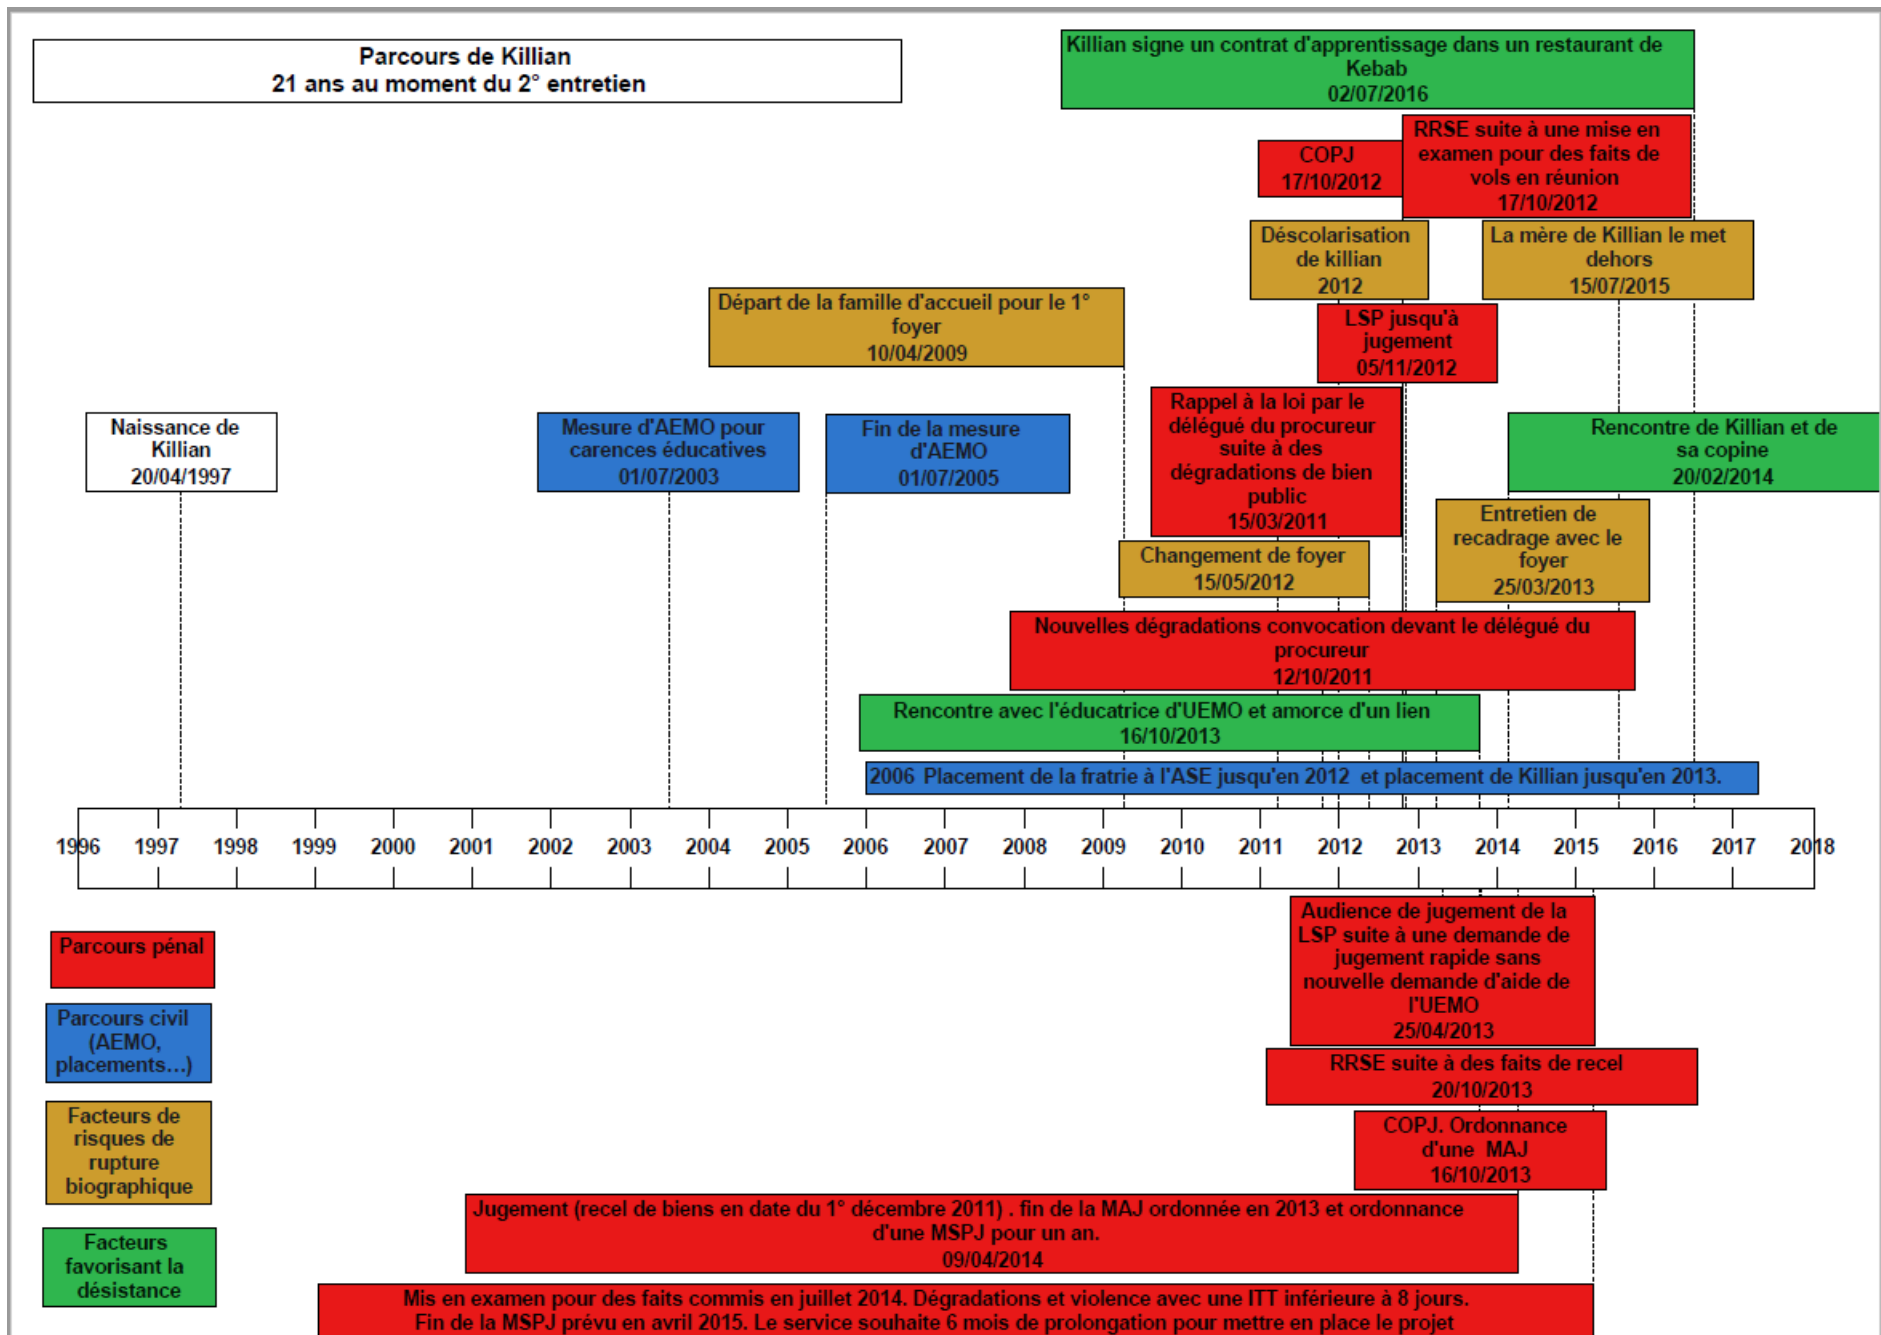 Parcours de Killian
21 ans au moment du 2° entretien
Killian signe un contrat d'apprentissage dans un restaurant de
Kebab
02/07/2016
COPJ
17/10/2012
RRSE suite à une mise en
examen pour des faits de
vols en réunion
17/10/2012
Déscolarisation
de killian
2012
La mère de Killian le met
dehors
15/07/2015
Départ de la famille d'accueil pour le 1°
foyer
10/04/2009
LSP jusqu'à
jugement
05/11/2012
Naissance de
Killian
20/04/1997
Mesure d'AEMO pour
carences éducatives
01/07/2003
Fin de la mesure
d'AEMO
01/07/2005
Rappel à la loi par le
délégué du procureur
suite à des
dégradations de bien
public
15/03/2011
Rencontre de Killian et de
sa copine
20/02/2014
Entretien de
recadrage avec le
foyer
25/03/2013
Changement de foyer
15/05/2012
Nouvelles dégradations convocation devant le délégué du
procureur
12/10/2011
Rencontre avec l'éducatrice d'UEMO et amorce d'un lien
16/10/2013
2006 Placement de la fratrie à l'ASE jusqu'en 2012 et placement de Killian jusqu'en 2013.
1996 1997 1998 1999 2000 2001 2002 2003 2004 2005 2006 2007 2008 2009 2010 2011 2012 2013 2014 2015 2016 2017 2018
Parcours pénal
Parcours civil
(AEMO,
placements...)
Facteurs de
risques de
rupture
biographique
Facteurs
favorisant la
désistance
Audience de jugement de la
LSP suite à une demande de
jugement rapide sans
nouvelle demande d'aide de
l'UEMO
25/04/2013
RRSE suite à des faits de recel
20/10/2013
COPJ. Ordonnance
d'une MAJ
16/10/2013
Jugement (recel de biens en date du 1° décembre 2011) . fin de la MAJ ordonnée en 2013 et ordonnance
d'une MSPJ pour un an.
09/04/2014
Mis en examen pour des faits commis en juillet 2014. Dégradations et violence avec une ITT inférieure à 8 jours.
Fin de la MSPJ prévu en avril 2015. Le service souhaite 6 mois de prolongation pour mettre en place le projet